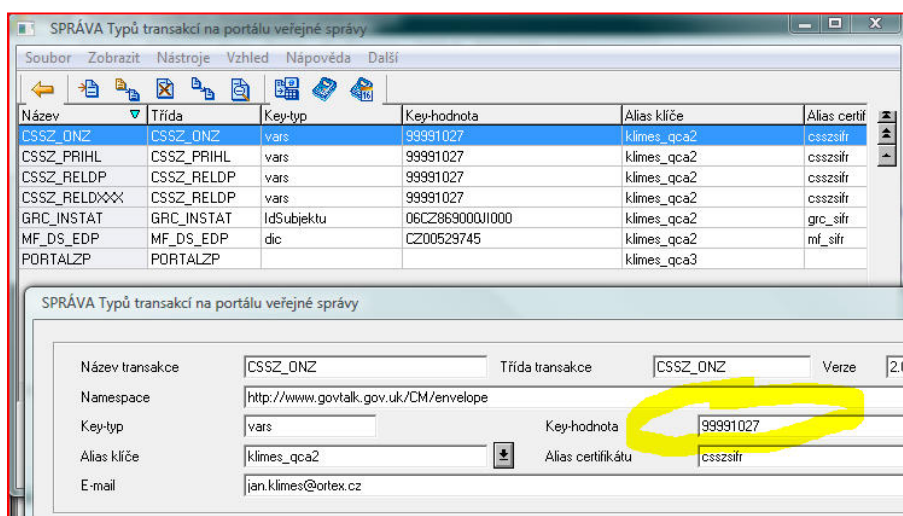 SPRÁVA Typů transakcí na portálu veřejné správy
Soubor Zobrazit Nástroje Vzhled Nápověda Další
Název Třída Key-typ Key-hodnota Alias klíče Alias certif
CSSZ_ONZ CSSZ_ONZ vars 99991027 klimes_qca2 csszsifr
CSSZ_PRIHL CSSZ_PRIHL vars 99991027 klimes_qca2 csszsifr
CSSZ_RELDP CSSZ_RELDP vars 99991027 klimes_qca2 csszsifr
CSSZ_RELDXXX CSSZ_RELDP vars 99991027 klimes_qca2 csszsifr
GRC_INSTAT GRC_INSTAT IdSubjektu 06CZ869000JI000 klimes_qca2 grc_sifr
MF_DS_EDP MF_DS_EDP dic CZ00529745 klimes_qca2 mf_sifr
PORTALZP PORTALZP klimes_qca3
SPRÁVA Typů transakcí na portálu veřejné správy
Název transakce CSSZ_ONZ Třída transakce CSSZ_ONZ Verze 2.
Namespace http://www.govtalk.gov.uk/CM/envelope
Key-typ vars Key-hodnota 99991027
Alias klíče klimes_qca2 Alias certifikátu csszsifr
E-mail jan.klimes@ortex.cz